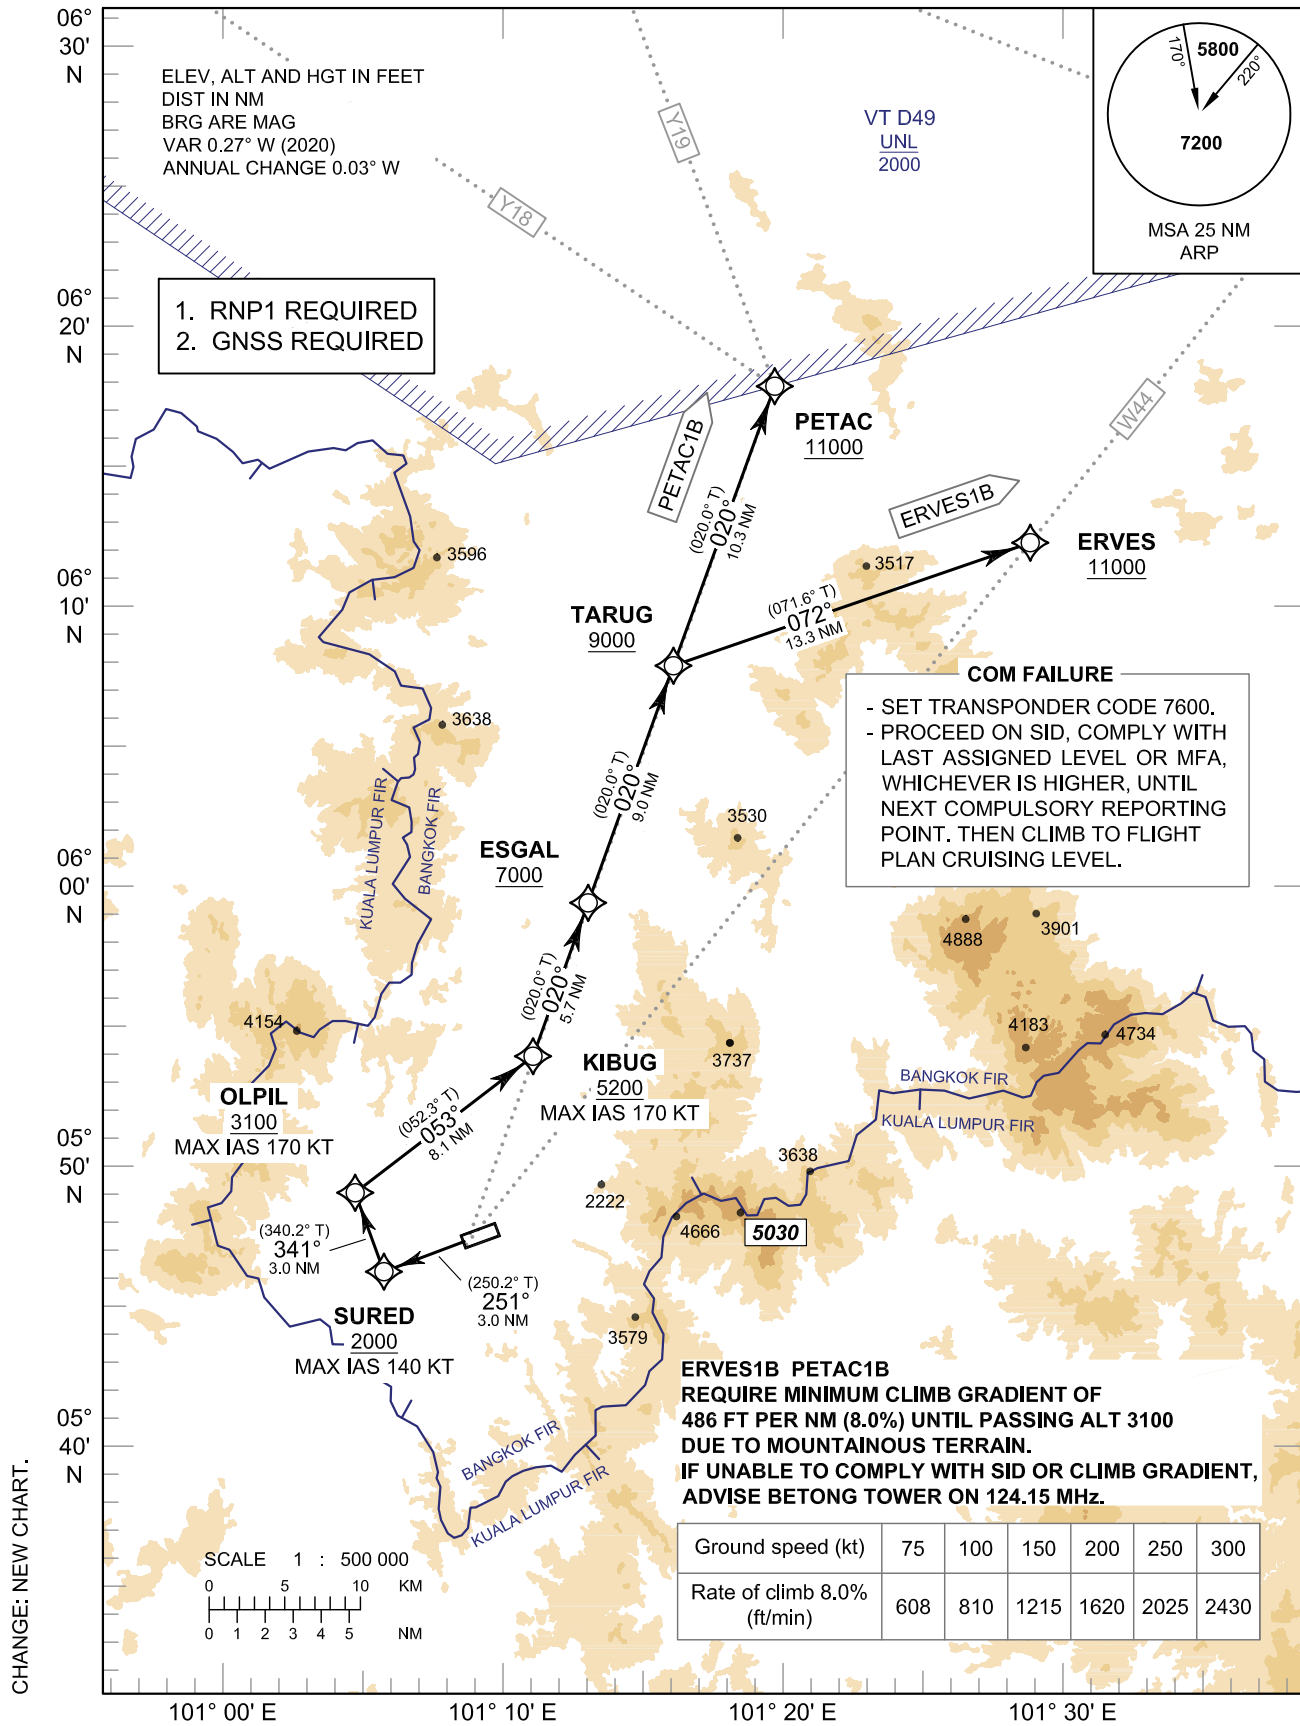 06°
30'
N
ELEV, ALT AND HGT IN FEET
DIST IN NM
BRG ARE MAG
VAR 0.27° W (2020)
ANNUAL CHANGE 0.03° W
Y19
Y18
VT D49
UNL
2000
170°
5800
220°
7200
MSA 25 NM
ARP
1. RNP1 REQUIRED
2. GNSS REQUIRED
06°
20'
N
W44
PETAC
11000
PETAC1B
ERVES1B
(020.0° T)
020°
10.3 NM
ERVES
11000
3596
3517
06°
10'
N
TARUG
9000
(071.6° T)
072°
13.3 NM
COM FAILURE
- SET TRANSPONDER CODE 7600.
- PROCEED ON SID, COMPLY WITH
LAST ASSIGNED LEVEL OR MFA,
WHICHEVER IS HIGHER, UNTIL
NEXT COMPULSORY REPORTING
POINT. THEN CLIMB TO FLIGHT
PLAN CRUISING LEVEL.
3638
(020.0° T)
020°
9.0 NM
KUALA LUMPUR FIR
BANGKOK FIR
3530
06°
00'
N
ESGAL
7000
4888
3901
(020.0° T)
020°
5.7 NM
4154
4183
4734
3737
KIBUG
5200
MAX IAS 170 KT
BANGKOK FIR
KUALA LUMPUR FIR
OLPIL
3100
MAX IAS 170 KT
(052.3° T)
053°
8.1 NM
05°
50'
N
3638
2222
4666
5030
(340.2° T)
341°
3.0 NM
(250.2° T)
251°
3.0 NM
SURED
2000
MAX IAS 140 KT
3579
ERVES1B PETAC1B
REQUIRE MINIMUM CLIMB GRADIENT OF
486 FT PER NM (8.0%) UNTIL PASSING ALT 3100
DUE TO MOUNTAINOUS TERRAIN.
IF UNABLE TO COMPLY WITH SID OR CLIMB GRADIENT,
ADVISE BETONG TOWER ON 124.15 MHz.
05°
40'
N
BANGKOK FIR
KUALA LUMPUR FIR
CHANGE: NEW CHART.
SCALE 1 : 500 000
0 5 10 KM
0 1 2 3 4 5 NM
Ground speed (kt) 75 100 150 200 250 300
Rate of climb 8.0%
(ft/min) 608 810 1215 1620 2025 2430
101° 00' E 101° 10' E 101° 20' E 101° 30' E